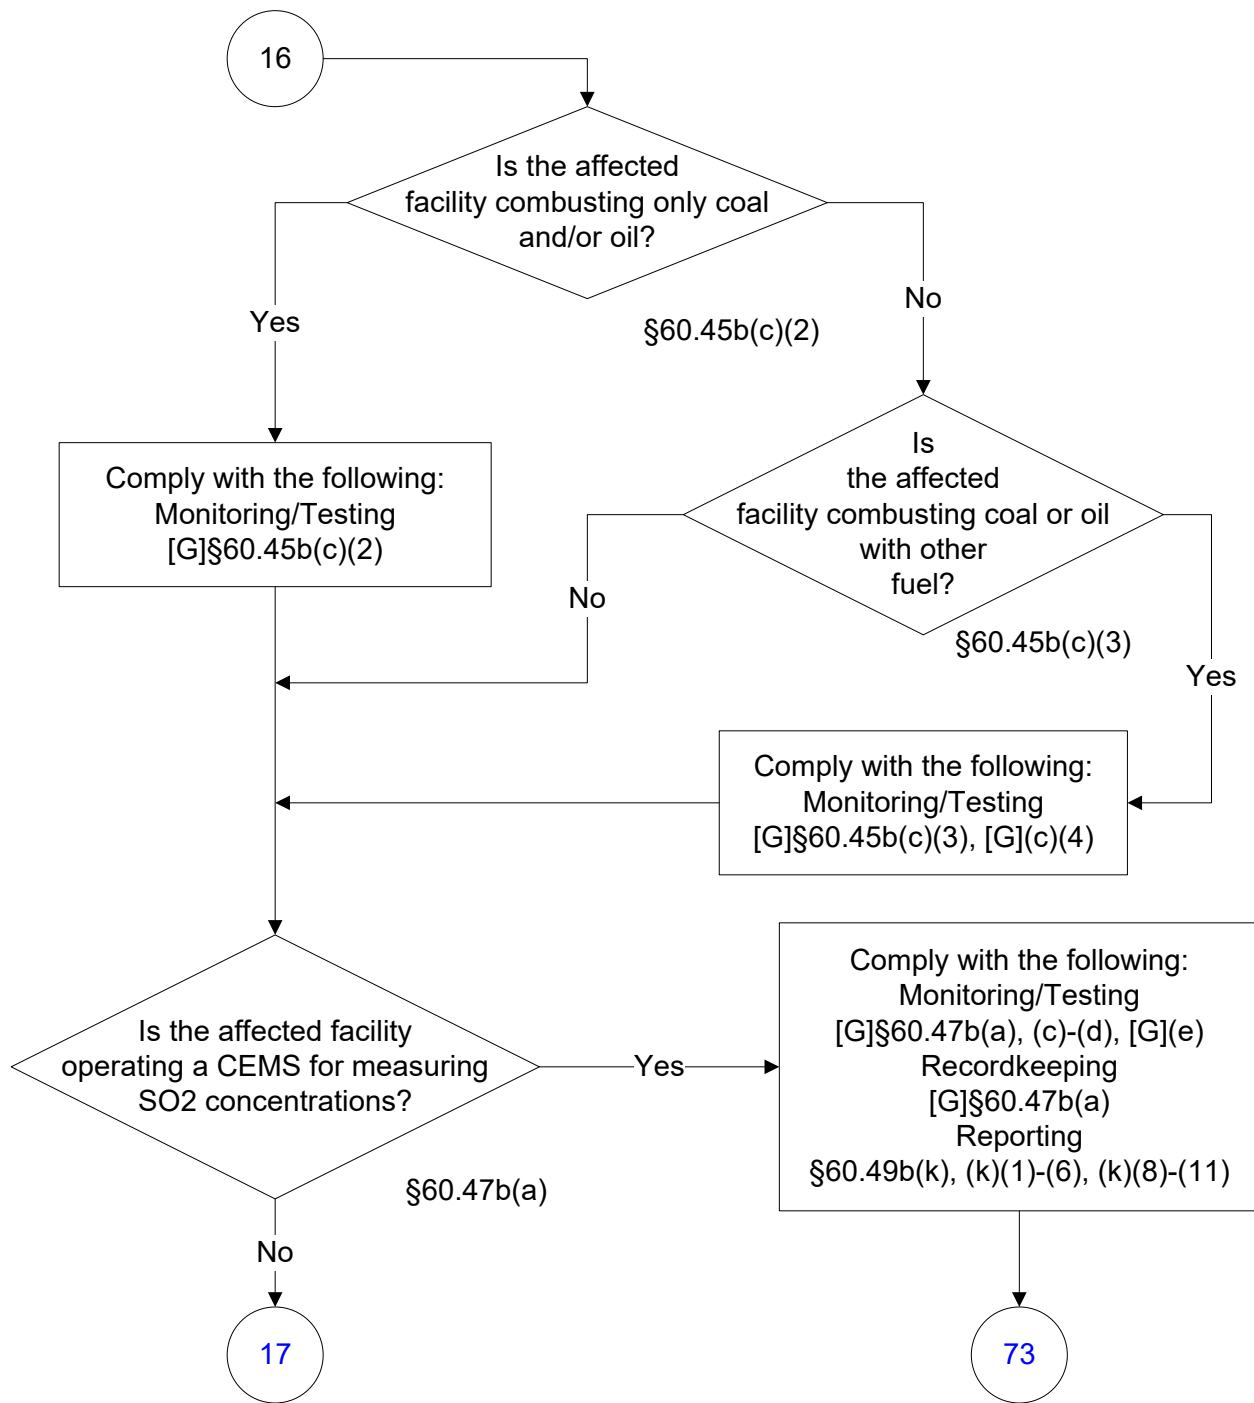 16
Is the affected
facility combusting only coal
and/or oil?
Yes
No
§60.45b(c)(2)
Comply with the following:
Monitoring/Testing
[G]§60.45b(c)(2)
Is
the affected
facility combusting coal or oil
with other
fuel?
No
§60.45b(c)(3)
Yes
Comply with the following:
Monitoring/Testing
[G]§60.45b(c)(3), [G](c)(4)
Is the affected facility
operating a CEMS for measuring
SO2 concentrations?
Yes
§60.47b(a)
Comply with the following:
Monitoring/Testing
[G]§60.47b(a), (c)-(d), [G](e)
Recordkeeping
[G]§60.47b(a)
Reporting
§60.49b(k), (k)(1)-(6), (k)(8)-(11)
No
17
73